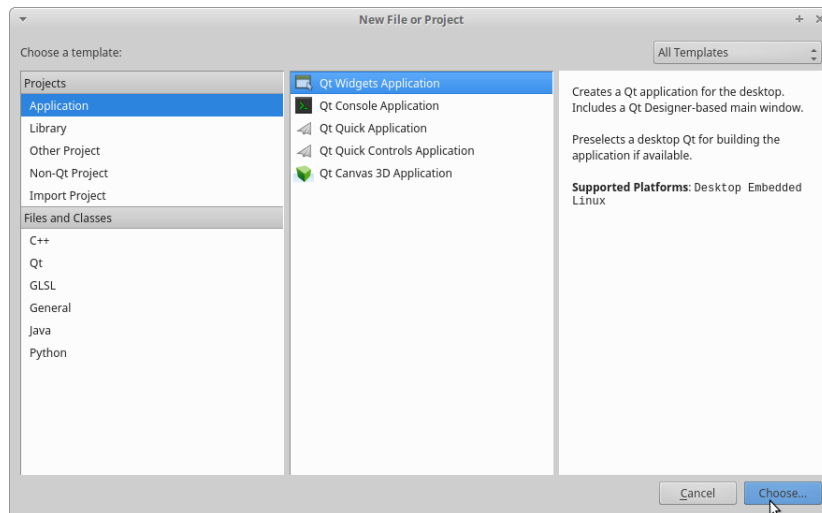 New File or Project
Choose a template:
All Templates
Projects
Application
Library
Other Project
Non-Qt Project
Import Project
Files and Classes
C++
Qt
GLSL
General
Java
Python
Qt Widgets Application
Qt Console Application
Qt Quick Application
Qt Quick Controls Application
Qt Canvas 3D Application
Creates a Qt application for the desktop.
Includes a Qt Designer-based main window.
Preselects a desktop Qt for building the
application if available.
Supported Platforms: Desktop Embedded
Linux
Cancel
Choose...